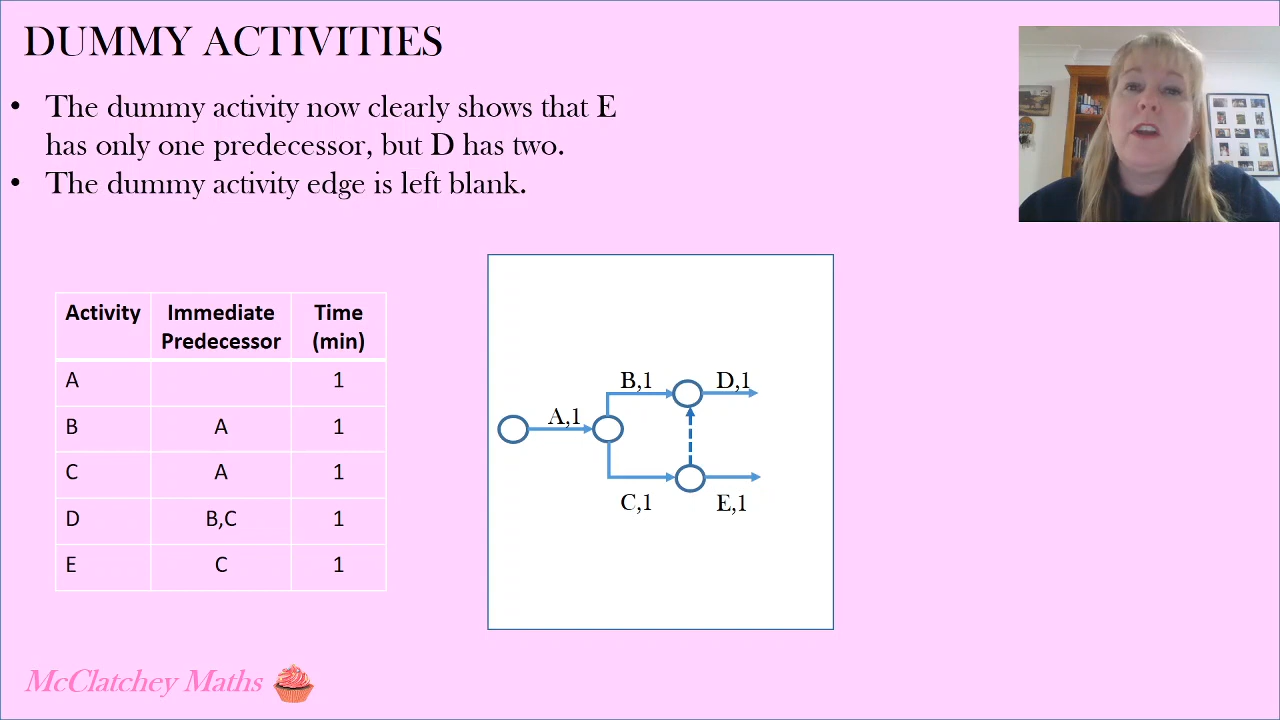 DUMMY ACTIVITIES
• The dummy activity now clearly shows that E
has only one predecessor, but D has two.
• The dummy activity edge is left blank.
Activity Immediate Predecessor Time (min)
A 1
B A 1
C A 1
D B,C 1
E C 1
A,1
B,1
D,1
C,1
E,1
McClatchey Maths